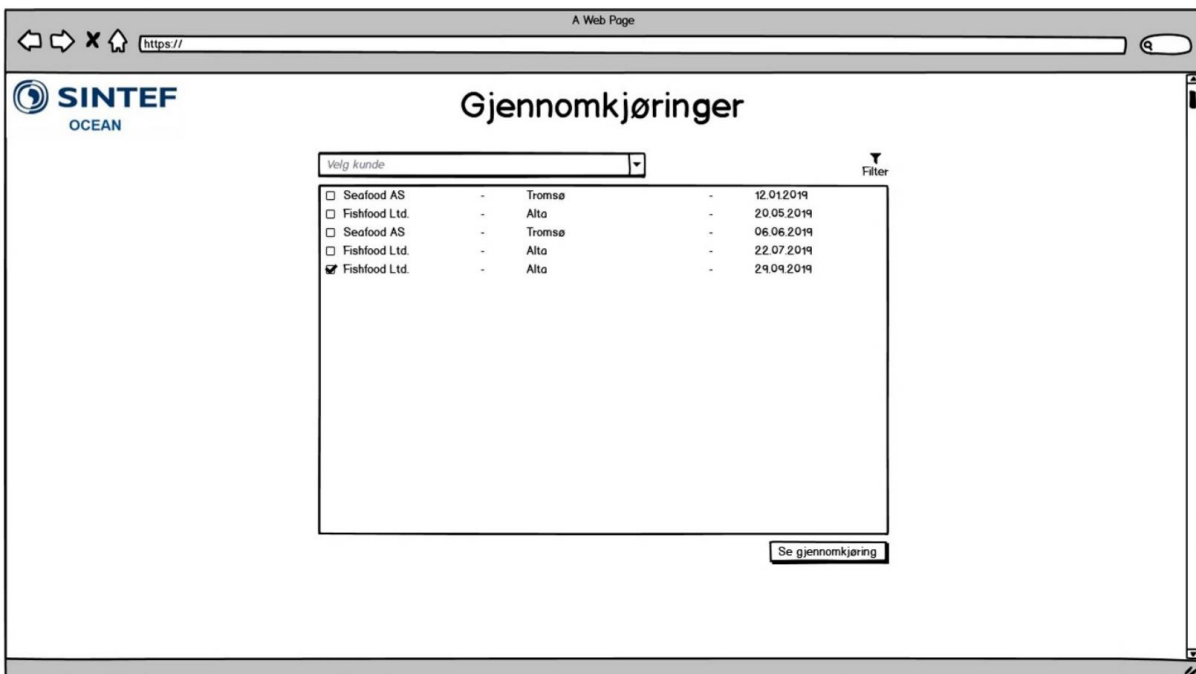 A Web Page
https://
SINTEF
OCEAN
Gjennomkjøringer
Velg kunde
Filter
Seafood AS - Tromsø - 12.01.2019
Fishfood Ltd. - Alta - 20.05.2019
Seafood AS - Tromsø - 06.06.2019
Fishfood Ltd. - Alta - 22.07.2019
Fishfood Ltd. - Alta - 29.09.2019
Se gjennomkjøring